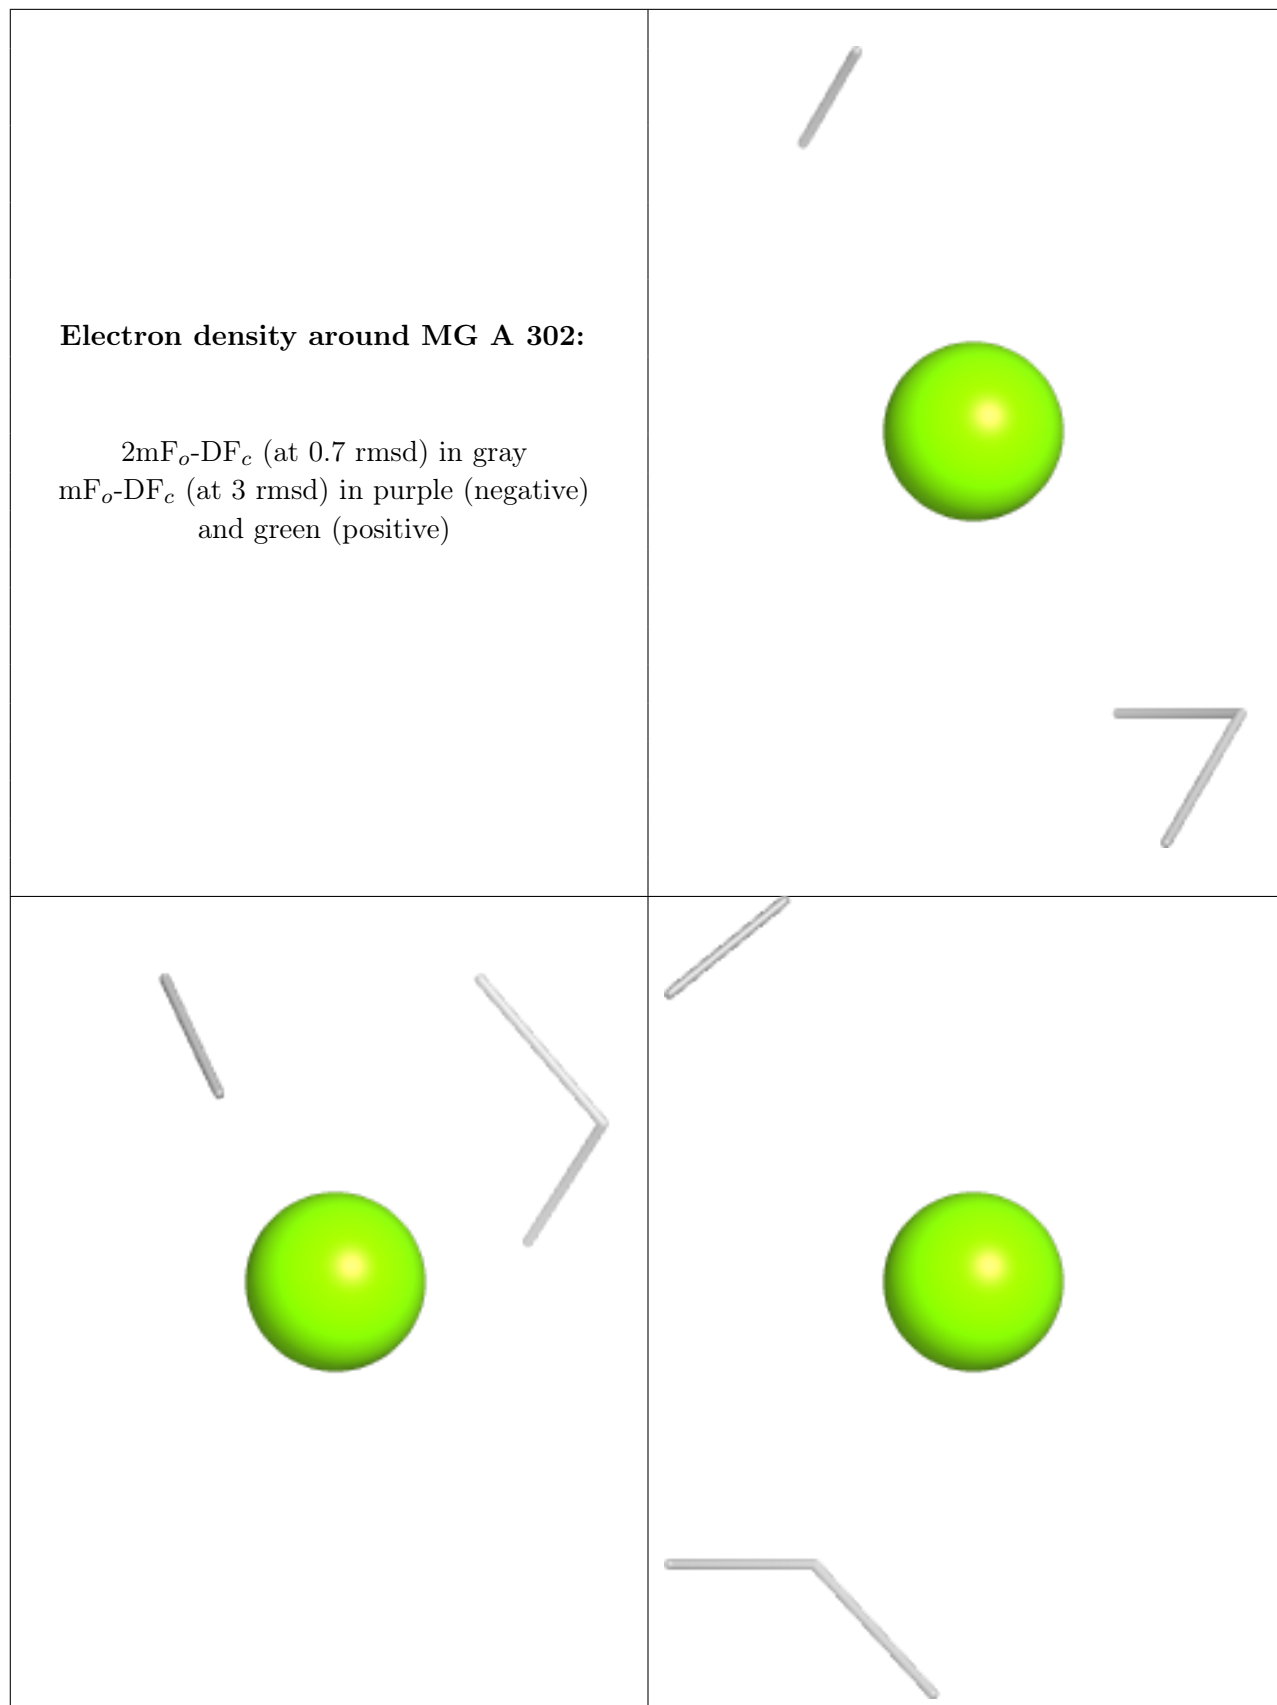 Electron density around MG A 302:
2mFo-DFc (at 0.7 rmsd) in gray
mFo-DFc (at 3 rmsd) in purple (negative)
and green (positive)